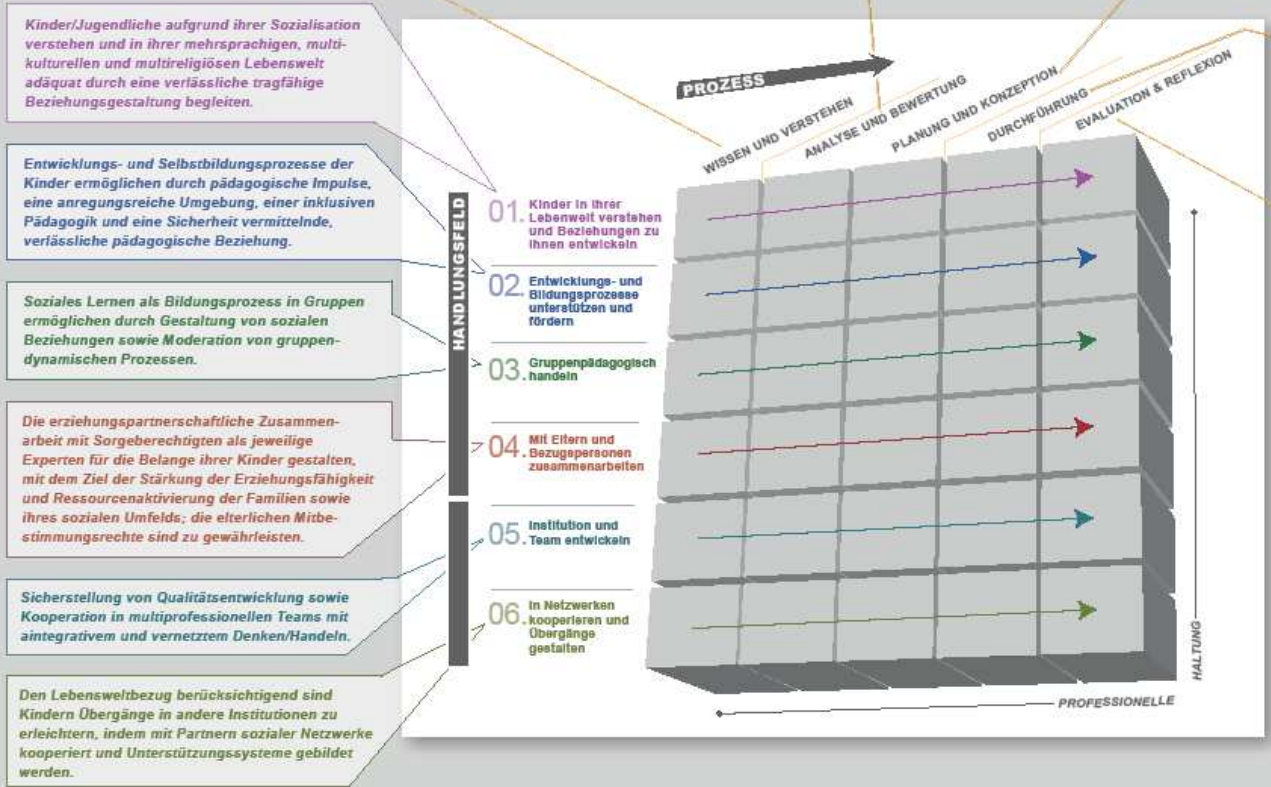 Kinder/Jugendliche aufgrund ihrer Sozialisation
verstehen und in ihrer mehrsprachigen, multi-
kulturellen und multireligiösen Lebenswelt
adäquat durch eine verlässliche tragfähige
Beziehungsgestaltung begleiten.
Entwicklungs- und Selbstbildungsprozesse der
Kinder ermöglichen durch pädagogische Impulse,
eine anregungsreiche Umgebung, einer inklusiven
Pädagogik und eine Sicherheit vermittelnde,
verlässliche pädagogische Beziehung.
Soziales Lernen als Bildungsprozess in Gruppen
ermöglichen durch Gestaltung von sozialen
Beziehungen sowie Moderation von gruppen-
dynamischen Prozessen.
Die erziehungspartnerschaftliche Zusammen-
arbeit mit Sorgeberechtigten als jeweilige
Experten für die Belange ihrer Kinder gestalten,
mit dem Ziel der Stärkung der Erziehungsfähigkeit
und Ressourcenaktivierung der Familien sowie
ihres sozialen Umfelds; die elterlichen Mitbe-
stimmungsrechte sind zu gewährleisten.
Sicherstellung von Qualitätsentwicklung sowie
Kooperation in multiprofessionellen Teams mit
aintegrativem und vernetztem Denken/Handeln.
Den Lebensweltbezug berücksichtigend sind
Kindern Übergänge in andere Institutionen zu
erleichtern, indem mit Partnern sozialer Netzwerke
kooperiert und Unterstützungssysteme gebildet
werden.
PROZESS
WISSEN UND VERSTEHEN
ANALYSE UND BEWERTUNG
PLANUNG UND KONZEPTION
DURCHFÜHRUNG
EVALUATION & REFLEXION
HANDLUNGSFELD
01. Kinder in ihrer
Lebenwelt verstehen
und Beziehungen zu
ihnen entwickeln
02. Entwicklungs- und
Bildungsprozesse
unterstützen und
fördern
03. Gruppenpädagogisch
handeln
04. Mit Eltern und
Bezugspersonen
zusammenarbeiten
05. Institution und
Team entwickeln
06. In Netzwerken
kooperieren und
Übergänge
gestalten
PROFESSIONELLE
HALTUNG